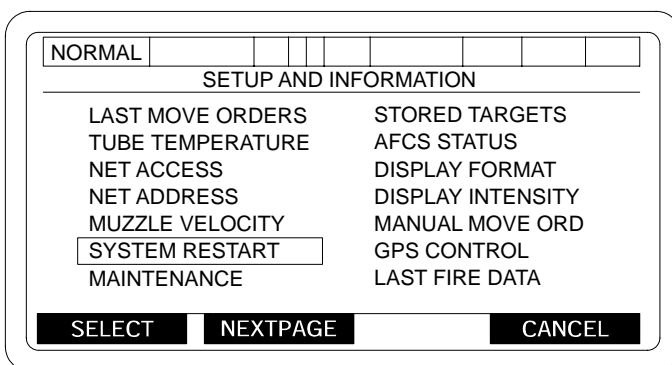 NORMAL
SETUP AND INFORMATION
LAST MOVE ORDERS
TUBE TEMPERATURE
NET ACCESS
NET ADDRESS
MUZZLE VELOCITY
SYSTEM RESTART
MAINTENANCE
STORED TARGETS
AFCS STATUS
DISPLAY FORMAT
DISPLAY INTENSITY
MANUAL MOVE ORD
GPS CONTROL
LAST FIRE DATA
SELECT NEXTPAGE CANCEL